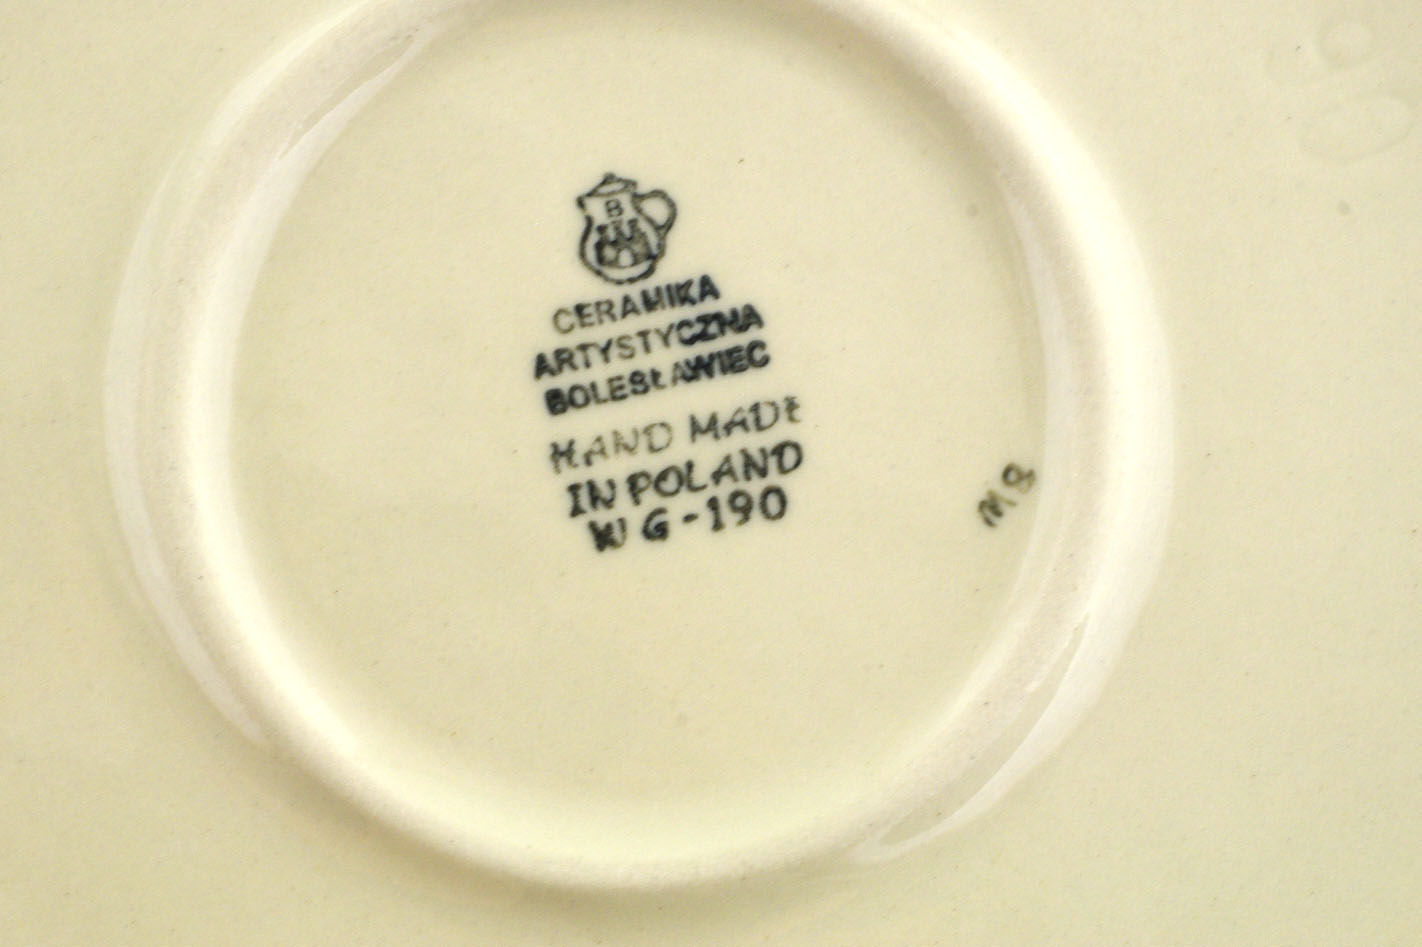 B
CERAMIKA
ARTYSTYCZNA
BOLESŁAWIEC
HAND MADE
IN POLAND
W G-190